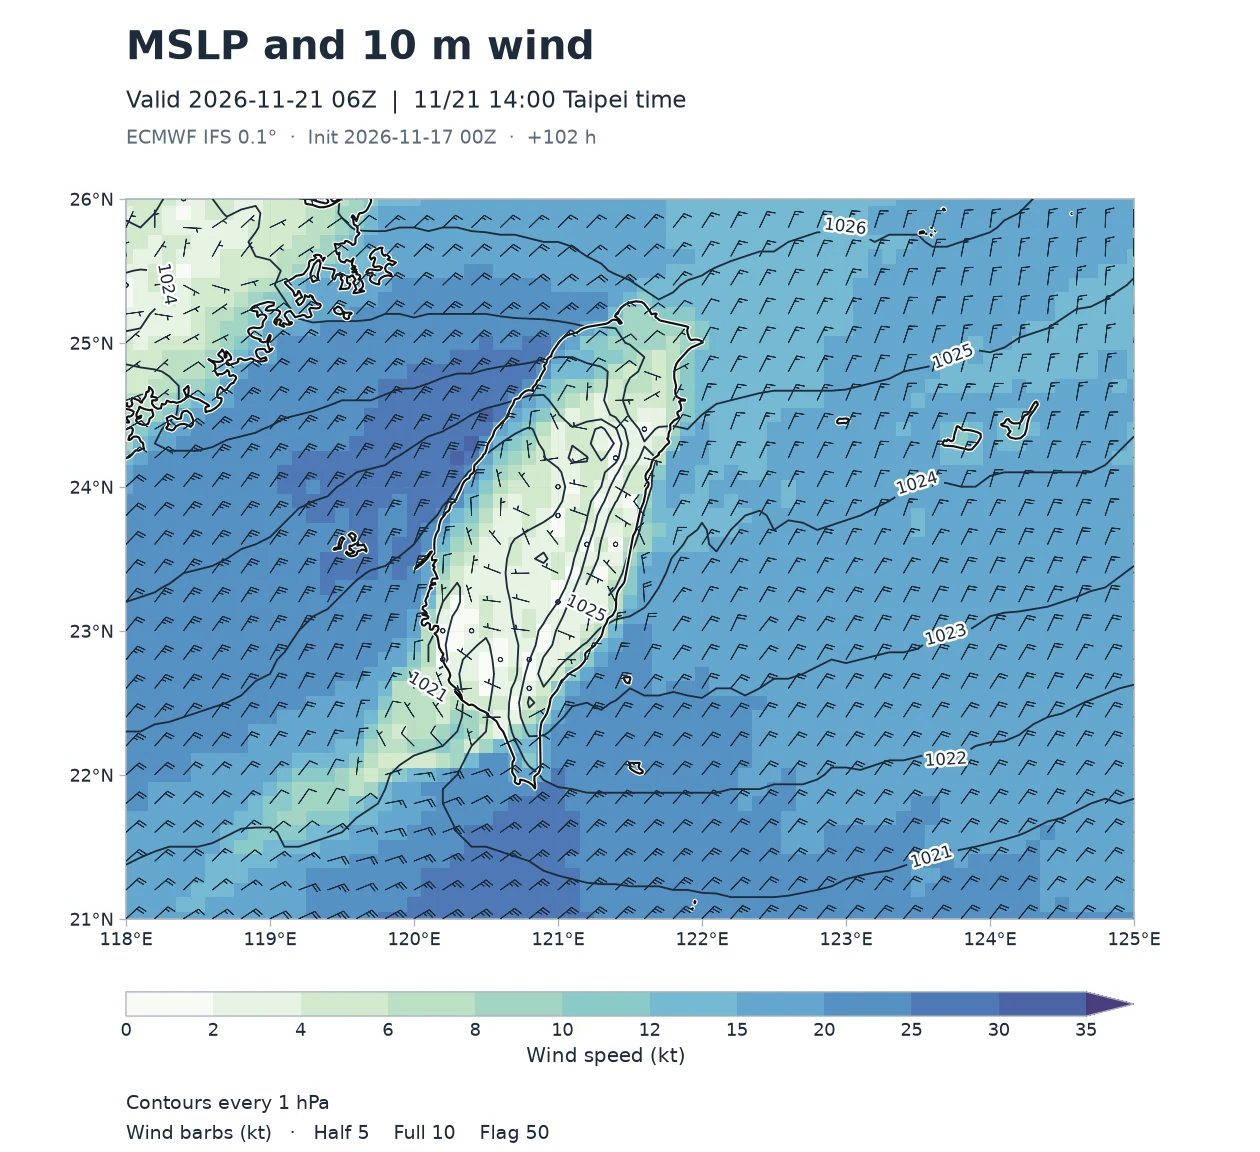 MSLP and 10 m wind
Valid 2026-11-21 06Z | 11/21 14:00 Taipei time
ECMWF IFS 0.1° · Init 2026-11-17 00Z · +102 h
26°N
1026
1024
25°N
1025
24°N
1024
1025
23°N
1023
1021
22°N
1022
1021
21°N
118°E 119°E 120°E 121°E 122°E 123°E 124°E 125°E
0 2 4 6 8 10 12 15 20 25 30 35
Wind speed (kt)
Contours every 1 hPa
Wind barbs (kt) · Half 5 Full 10 Flag 50